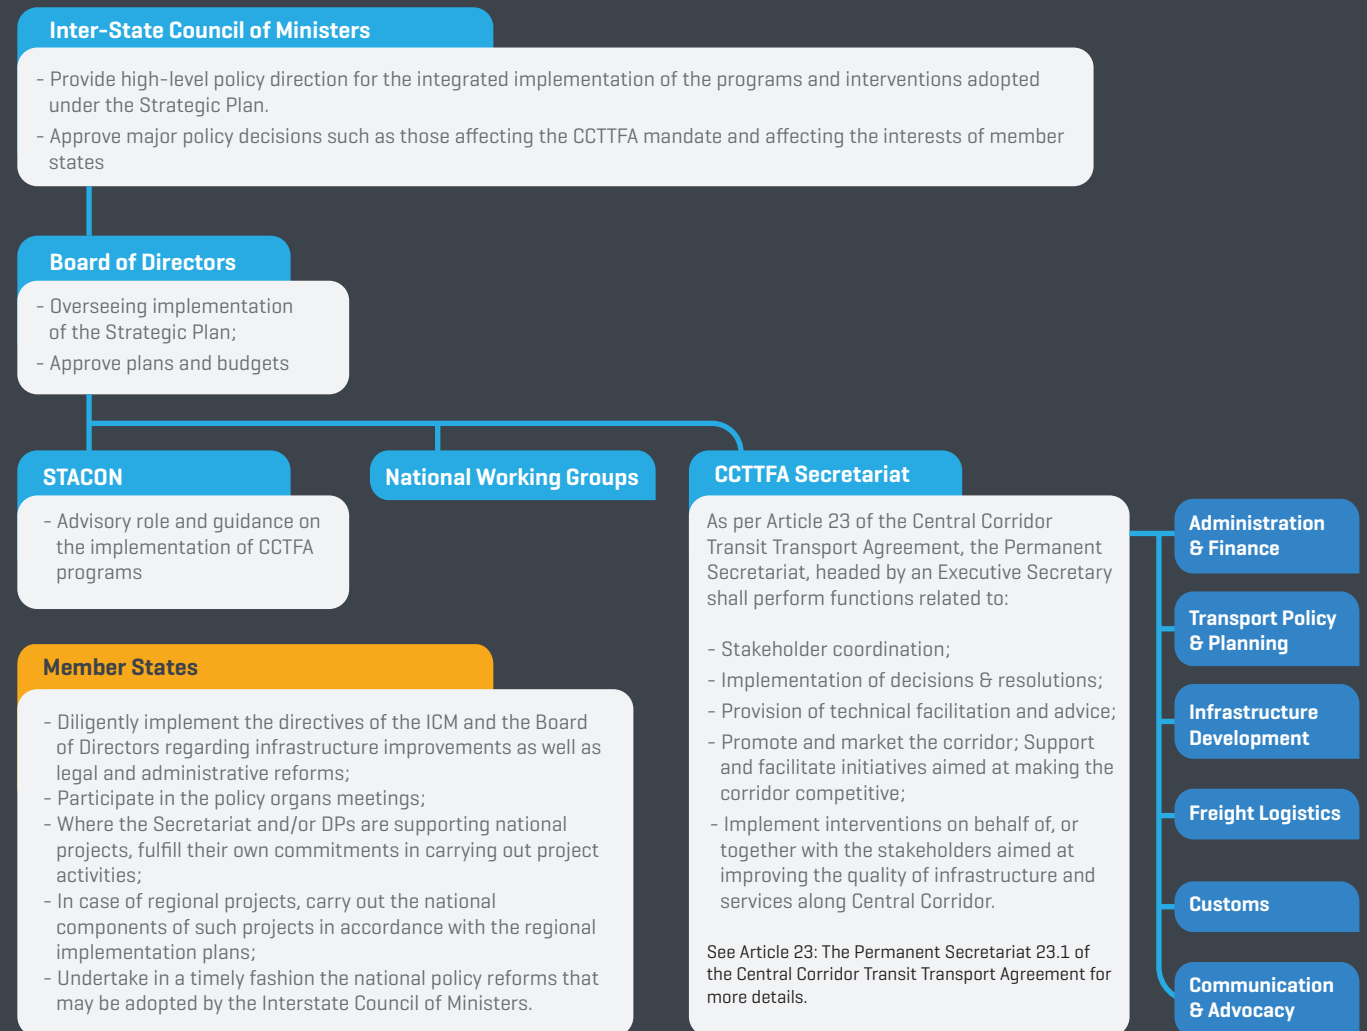 Inter-State Council of Ministers
- Provide high-level policy direction for the integrated implementation of the programs and interventions adopted
under the Strategic Plan.
- Approve major policy decisions such as those affecting the CCTTFA mandate and affecting the interests of member
states
Board of Directors
- Overseeing implementation
of the Strategic Plan;
- Approve plans and budgets
STACON
- Advisory role and guidance on
the implementation of CCTFA
programs
National Working Groups
CCTTFA Secretariat
As per Article 23 of the Central Corridor
Transit Transport Agreement, the Permanent
Secretariat, headed by an Executive Secretary
shall perform functions related to:
- Stakeholder coordination;
- Implementation of decisions & resolutions;
- Provision of technical facilitation and advice;
- Promote and market the corridor; Support
and facilitate initiatives aimed at making the
corridor competitive;
- Implement interventions on behalf of, or
together with the stakeholders aimed at
improving the quality of infrastructure and
services along Central Corridor.
See Article 23: The Permanent Secretariat 23.1 of
the Central Corridor Transit Transport Agreement for
more details.
Administration
& Finance
Transport Policy
& Planning
Infrastructure
Development
Freight Logistics
Customs
Communication
& Advocacy
Member States
- Diligently implement the directives of the ICM and the Board
of Directors regarding infrastructure improvements as well as
legal and administrative reforms;
- Participate in the policy organs meetings;
- Where the Secretariat and/or DPs are supporting national
projects, fulfill their own commitments in carrying out project
activities;
- In case of regional projects, carry out the national
components of such projects in accordance with the regional
implementation plans;
- Undertake in a timely fashion the national policy reforms that
may be adopted by the Interstate Council of Ministers.